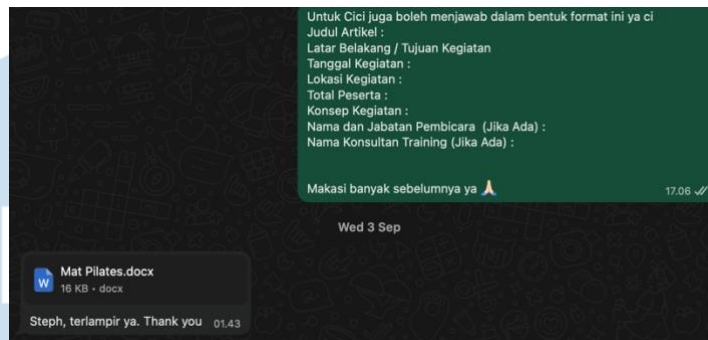 Untuk Cici juga boleh menjawab dalam bentuk format ini ya ci
Judul Artikel :
Latar Belakang / Tujuan Kegiatan
Tanggal Kegiatan :
Lokasi Kegiatan :
Total Peserta :
Konsep Kegiatan :
Nama dan Jabatan Pembicara (Jika Ada) :
Nama Konsultan Training (Jika Ada) :
Makasi banyak sebelumnya ya 🙏🏻
17.06
Wed 3 Sep
W
Mat Pilates.docx
16 KB • docx
Steph, terlampir ya. Thank you 01.43